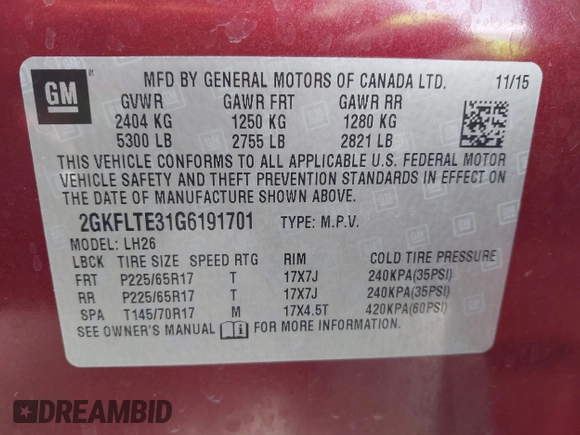 GM MFD BY GENERAL MOTORS OF CANADA LTD. 11/15
GVWR GAWR FRT GAWR RR
2404 KG 1250 KG 1280 KG
5300 LB 2755 LB 2821 LB
THIS VEHICLE CONFORMS TO ALL APPLICABLE U.S. FEDERAL MOTOR
VEHICLE SAFETY AND THEFT PREVENTION STANDARDS IN EFFECT ON
THE DATE OF MANUFACTURE SHOWN ABOVE.
2GKFLTE31G6191701 TYPE: M.P.V.
MODEL: LH26
LBCK TIRE SIZE SPEED RTG RIM COLD TIRE PRESSURE
FRT P225/65R17 T 17X7J 240KPA(35PSI)
RR P225/65R17 T 17X7J 240KPA(35PSI)
SPA T145/70R17 M 17X4.5T 420KPA(60PSI)
SEE OWNER'S MANUAL i FOR MORE INFORMATION.
DREAMBID